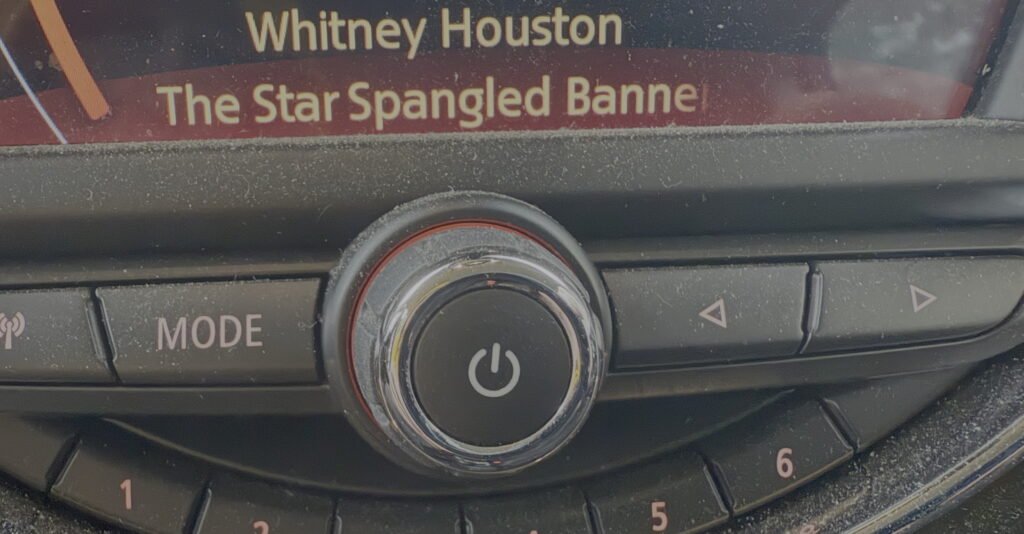 Whitney Houston
The Star Spangled Banne
MODE
1
5
6